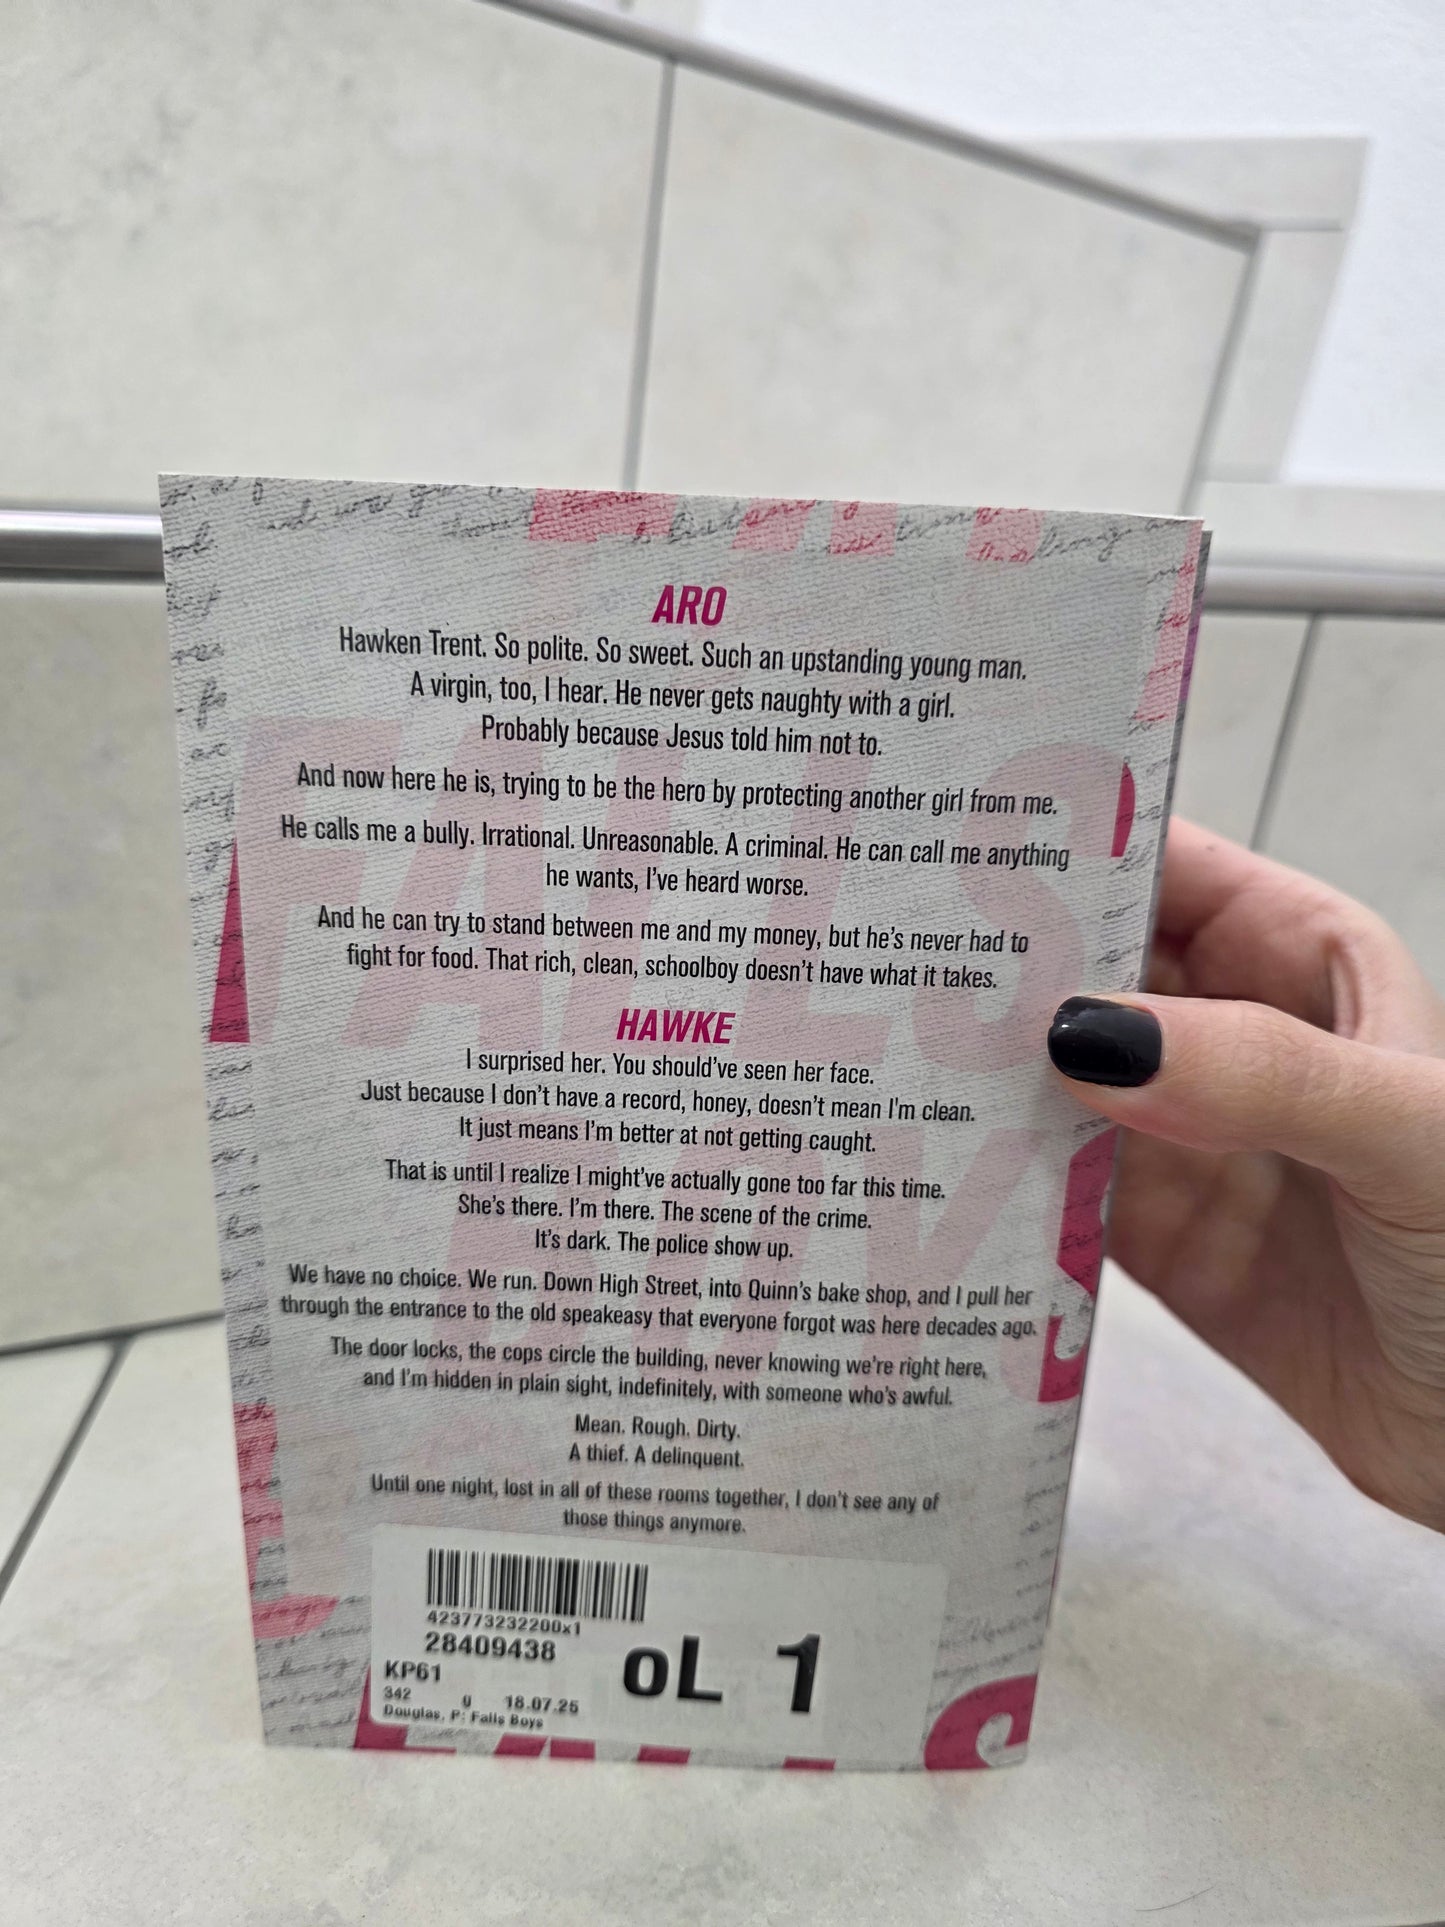 ARO
Hawken Trent. So polite. So sweet. Such an upstanding young man.
A virgin, too, I hear. He never gets naughty with a girl.
Probably because Jesus told him not to.
And now here he is, trying to be the hero by protecting another girl from me.
He calls me a bully. Irrational. Unreasonable. A criminal. He can call me anything
he wants, I’ve heard worse.
And he can try to stand between me and my money, but he’s never had to
fight for food. That rich, clean, schoolboy doesn’t have what it takes.
HAWKE
I surprised her. You should’ve seen her face.
Just because I don’t have a record, honey, doesn’t mean I'm clean.
It just means I’m better at not getting caught.
That is until I realize I might’ve actually gone too far this time.
She’s there. I’m there. The scene of the crime.
It’s dark. The police show up.
We have no choice. We run. Down High Street, into Quinn’s bake shop, and I pull her
through the entrance to the old speakeasy that everyone forgot was here decades ago.
The door locks, the cops circle the building, never knowing we’re right here,
and I’m hidden in plain sight, indefinitely, with someone who’s awful.
Mean. Rough. Dirty.
A thief. A delinquent.
Until one night, lost in all of these rooms together, I don’t see any of
those things anymore.
FALLS
BOYS
423773232200x1
28409438
KP61
oL 1
342 0 18.07.25
Douglas, P: Falls Boys